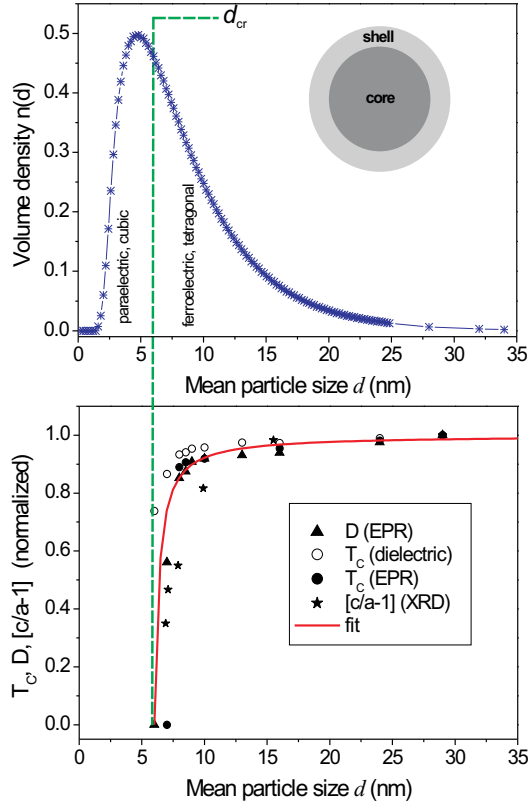 d_cr
shell
core
0.5
0.4
0.3
0.2
0.1
0.0
Volume density n(d)
paraelectric, cubic
ferroelectric, tetragonal
0 5 10 15 20 25 30 35
Mean particle size d (nm)
1.0
0.8
0.6
0.4
0.2
0.0
T_C, D, [c/a-1] (normalized)
D (EPR)
T_C (dielectric)
T_C (EPR)
[c/a-1] (XRD)
fit
0 5 10 15 20 25 30 35
Mean particle size d (nm)